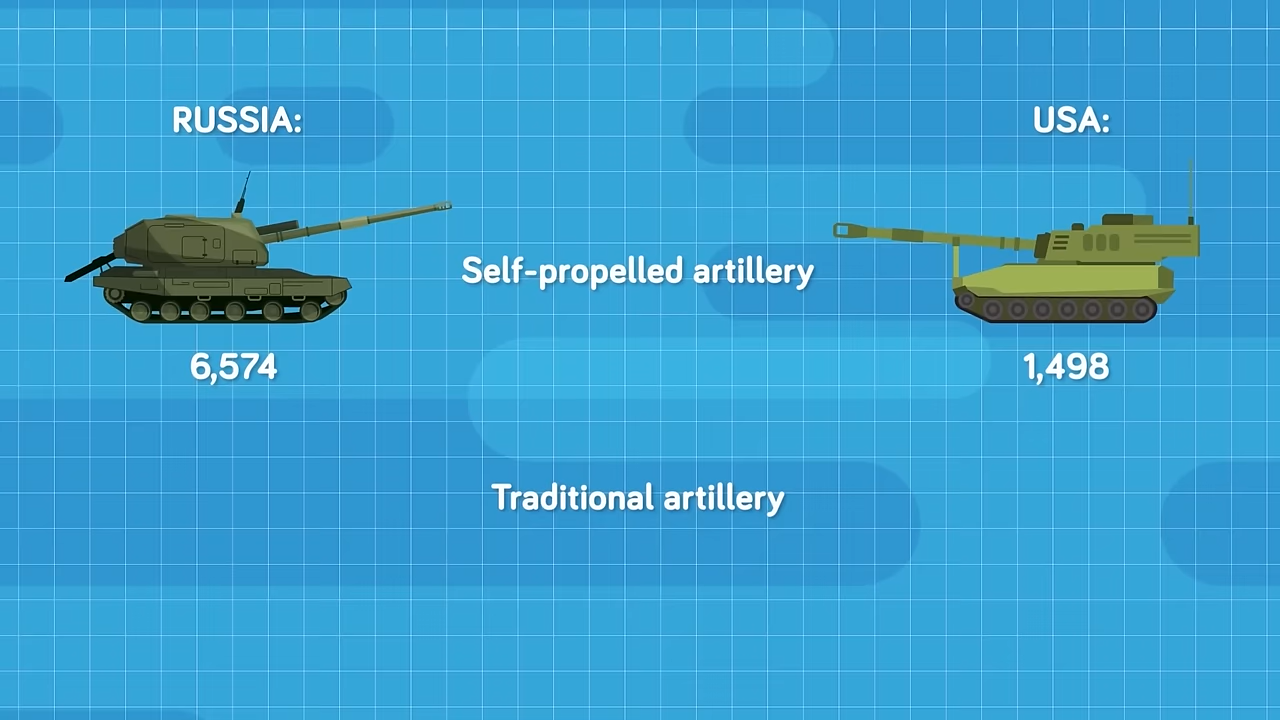 RUSSIA:
USA:
Self-propelled artillery
6,574
1,498
Traditional artillery